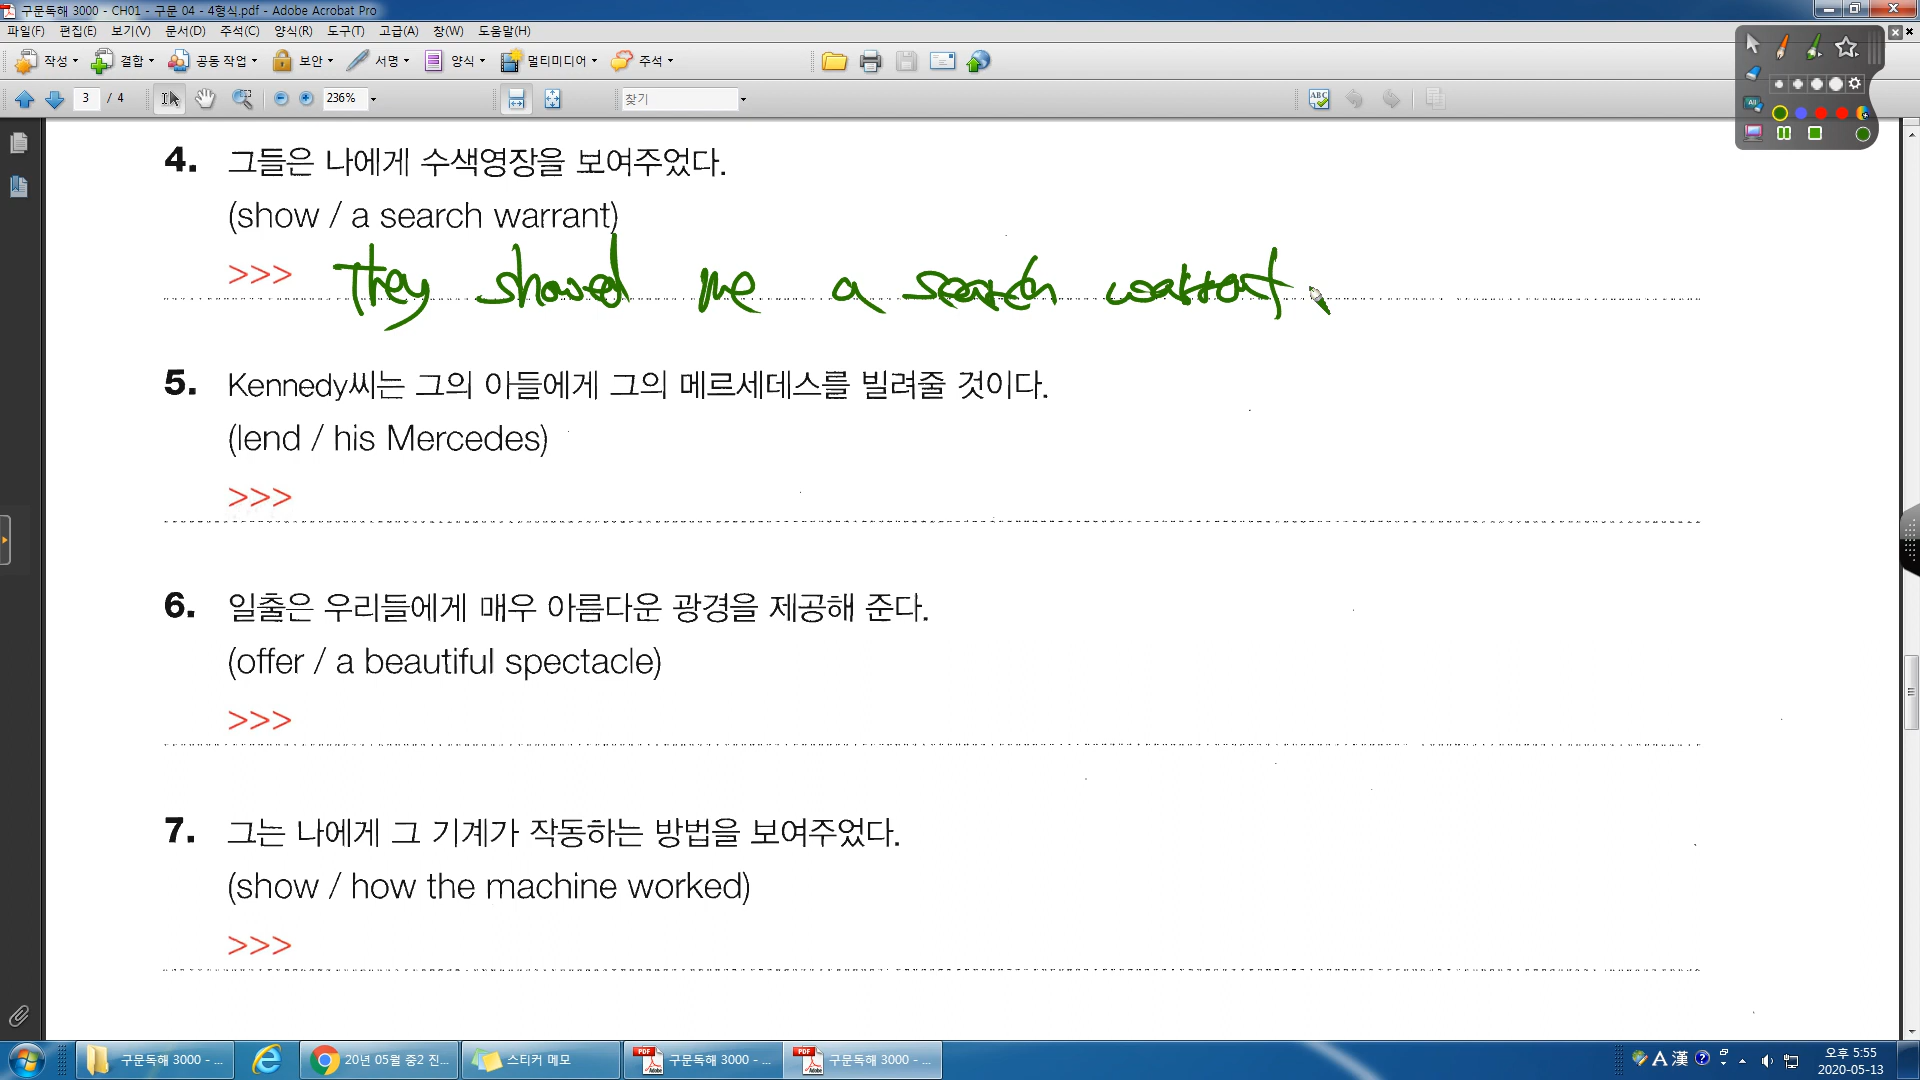 구문독해 3000 - CH01 - 구문 04 - 4형식.pdf - Adobe Acrobat Pro
파일(F) 편집(E) 보기(V) 문서(D) 주석(C) 양식(R) 도구(T) 고급(A) 창(W) 도움말(H)
작성 결합 공동 작업 보안 서명 양식 멀티미디어 주석
3 / 4 236% 찾기
4. 그들은 나에게 수색영장을 보여주었다.
(show / a search warrant)
>>> They showed me a search warrant.
5. Kennedy씨는 그의 아들에게 그의 메르세데스를 빌려줄 것이다.
(lend / his Mercedes)
>>>
6. 일출은 우리들에게 매우 아름다운 광경을 제공해 준다.
(offer / a beautiful spectacle)
>>>
7. 그는 나에게 그 기계가 작동하는 방법을 보여주었다.
(show / how the machine worked)
>>>
구문독해 3000 - ... 20년 05월 중2 진... 스티커 메모 구문독해 3000 - ... 구문독해 3000 - ... A 漢 오후 5:55
2020-05-13